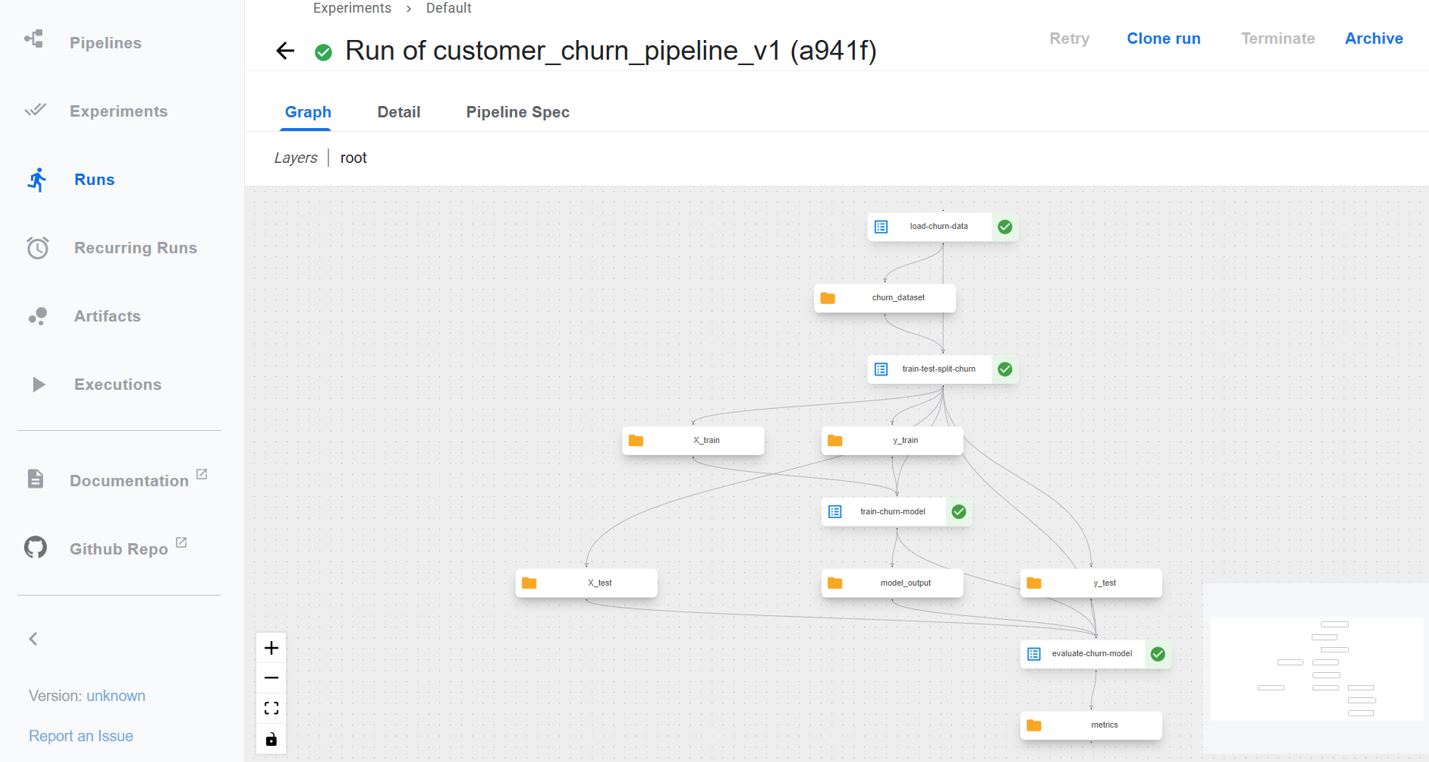 Experiments > Default
Run of customer_churn_pipeline_v1 (a941f)
Retry
Clone run
Terminate
Archive
Pipelines
Experiments
Runs
Recurring Runs
Artifacts
Executions
Documentation
Github Repo
Version: unknown
Report an Issue
Graph
Detail
Pipeline Spec
Layers | root
load-churn-data
churn_dataset
train-test-split-churn
X_train
y_train
train-churn-model
X_test
model_output
y_test
evaluate-churn-model
metrics